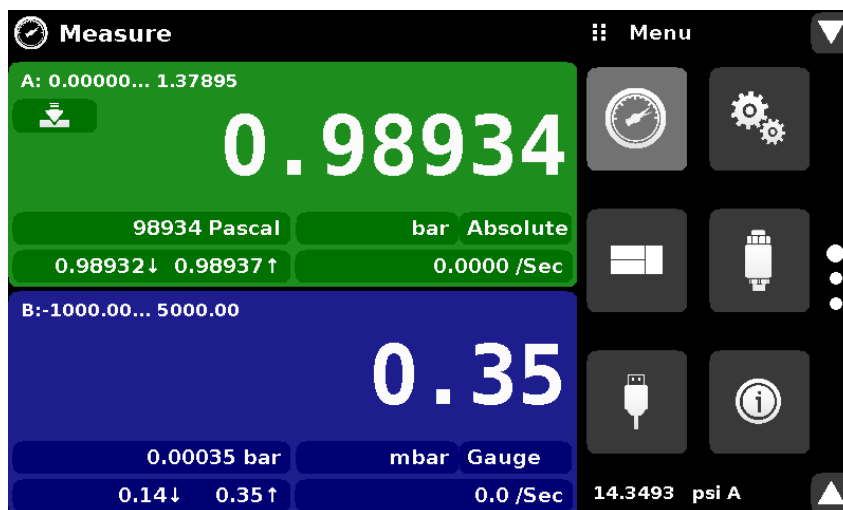 Measure
A: 0.00000... 1.37895
0.98934
98934 Pascal bar Absolute
0.98932↓ 0.98937↑ 0.0000 /Sec
B:-1000.00... 5000.00
0.35
0.00035 bar mbar Gauge
0.14↓ 0.35↑ 0.0 /Sec
Menu
i
14.3493 psi A